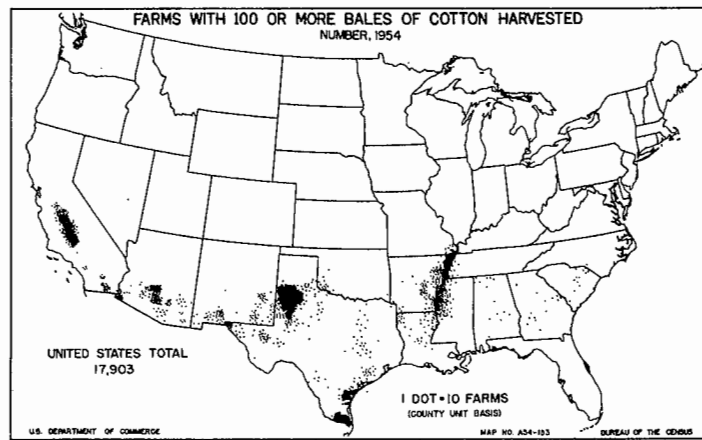 FARMS WITH 100 OR MORE BALES OF COTTON HARVESTED
NUMBER, 1954
UNITED STATES TOTAL
17,903
1 DOT=10 FARMS
(COUNTY UNIT BASIS)
U.S. DEPARTMENT OF COMMERCE
MAP NO. A54-193
BUREAU OF THE CENSUS